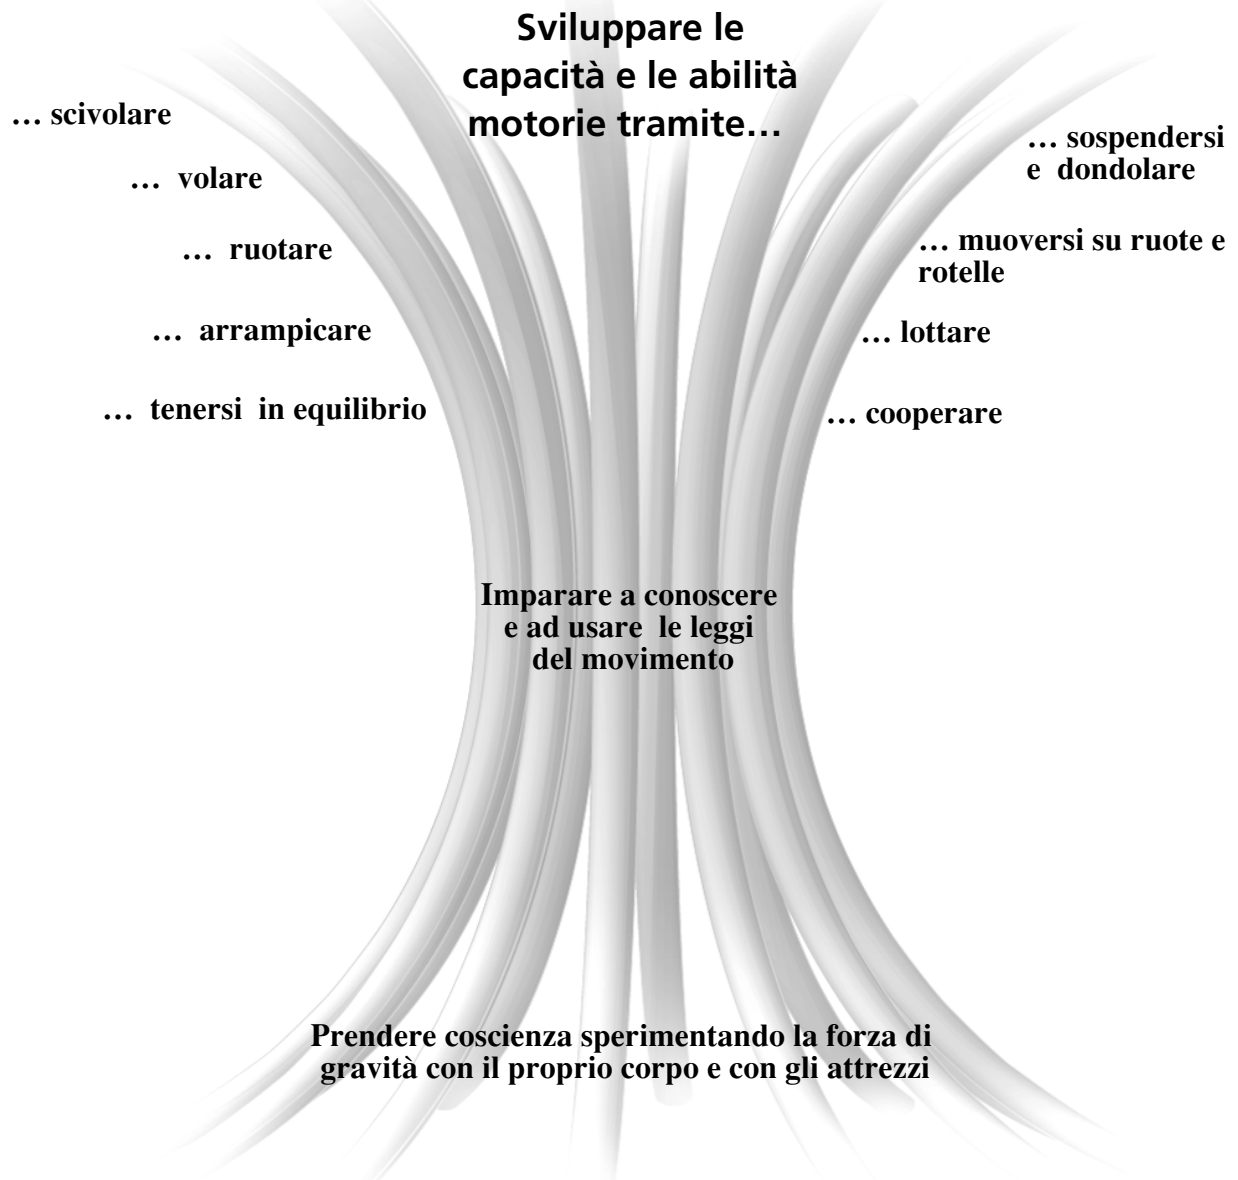 Sviluppare le
capacità e le abilità
motorie tramite…
… scivolare
… volare
… ruotare
… arrampicare
… tenersi in equilibrio
… sospendersi
e dondolare
… muoversi su ruote e
rotelle
… lottare
… cooperare
Imparare a conoscere
e ad usare le leggi
del movimento
Prendere coscienza sperimentando la forza di
gravità con il proprio corpo e con gli attrezzi